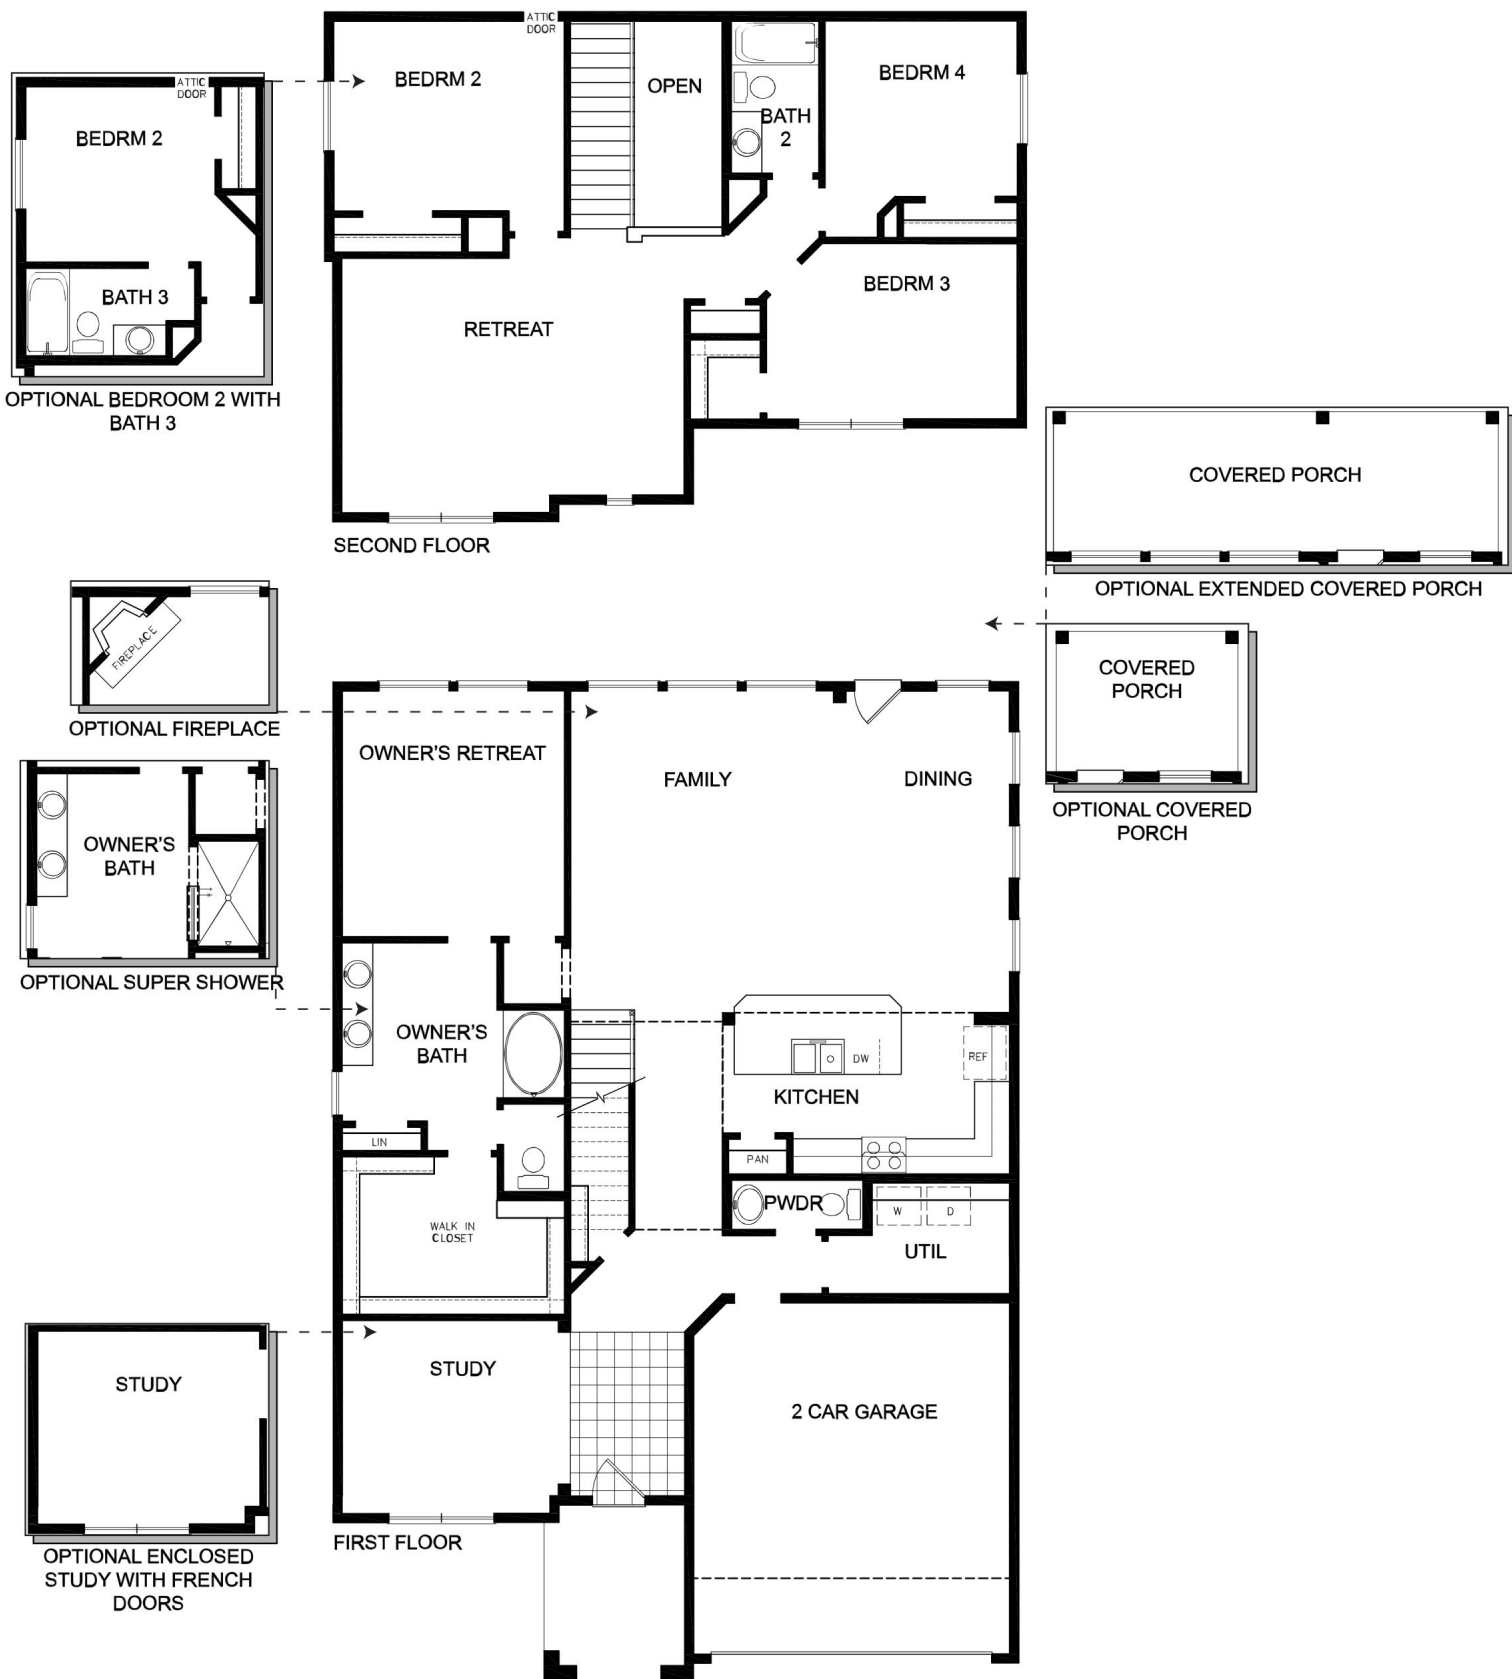 ATTIC
DOOR
BEDRM 2
OPEN
BATH
2
BEDRM 4
BEDRM 3
RETREAT
SECOND FLOOR
ATTIC
DOOR
BEDRM 2
BATH 3
OPTIONAL BEDROOM 2 WITH
BATH 3
COVERED PORCH
OPTIONAL EXTENDED COVERED PORCH
COVERED
PORCH
OPTIONAL COVERED
PORCH
FIREPLACE
OPTIONAL FIREPLACE
OWNER'S
BATH
OPTIONAL SUPER SHOWER
OWNER'S RETREAT
FAMILY
DINING
OWNER'S
BATH
DW
REF
KITCHEN
LIN
PAN
PWDR
W
D
UTIL
WALK IN
CLOSET
STUDY
2 CAR GARAGE
FIRST FLOOR
STUDY
OPTIONAL ENCLOSED
STUDY WITH FRENCH
DOORS